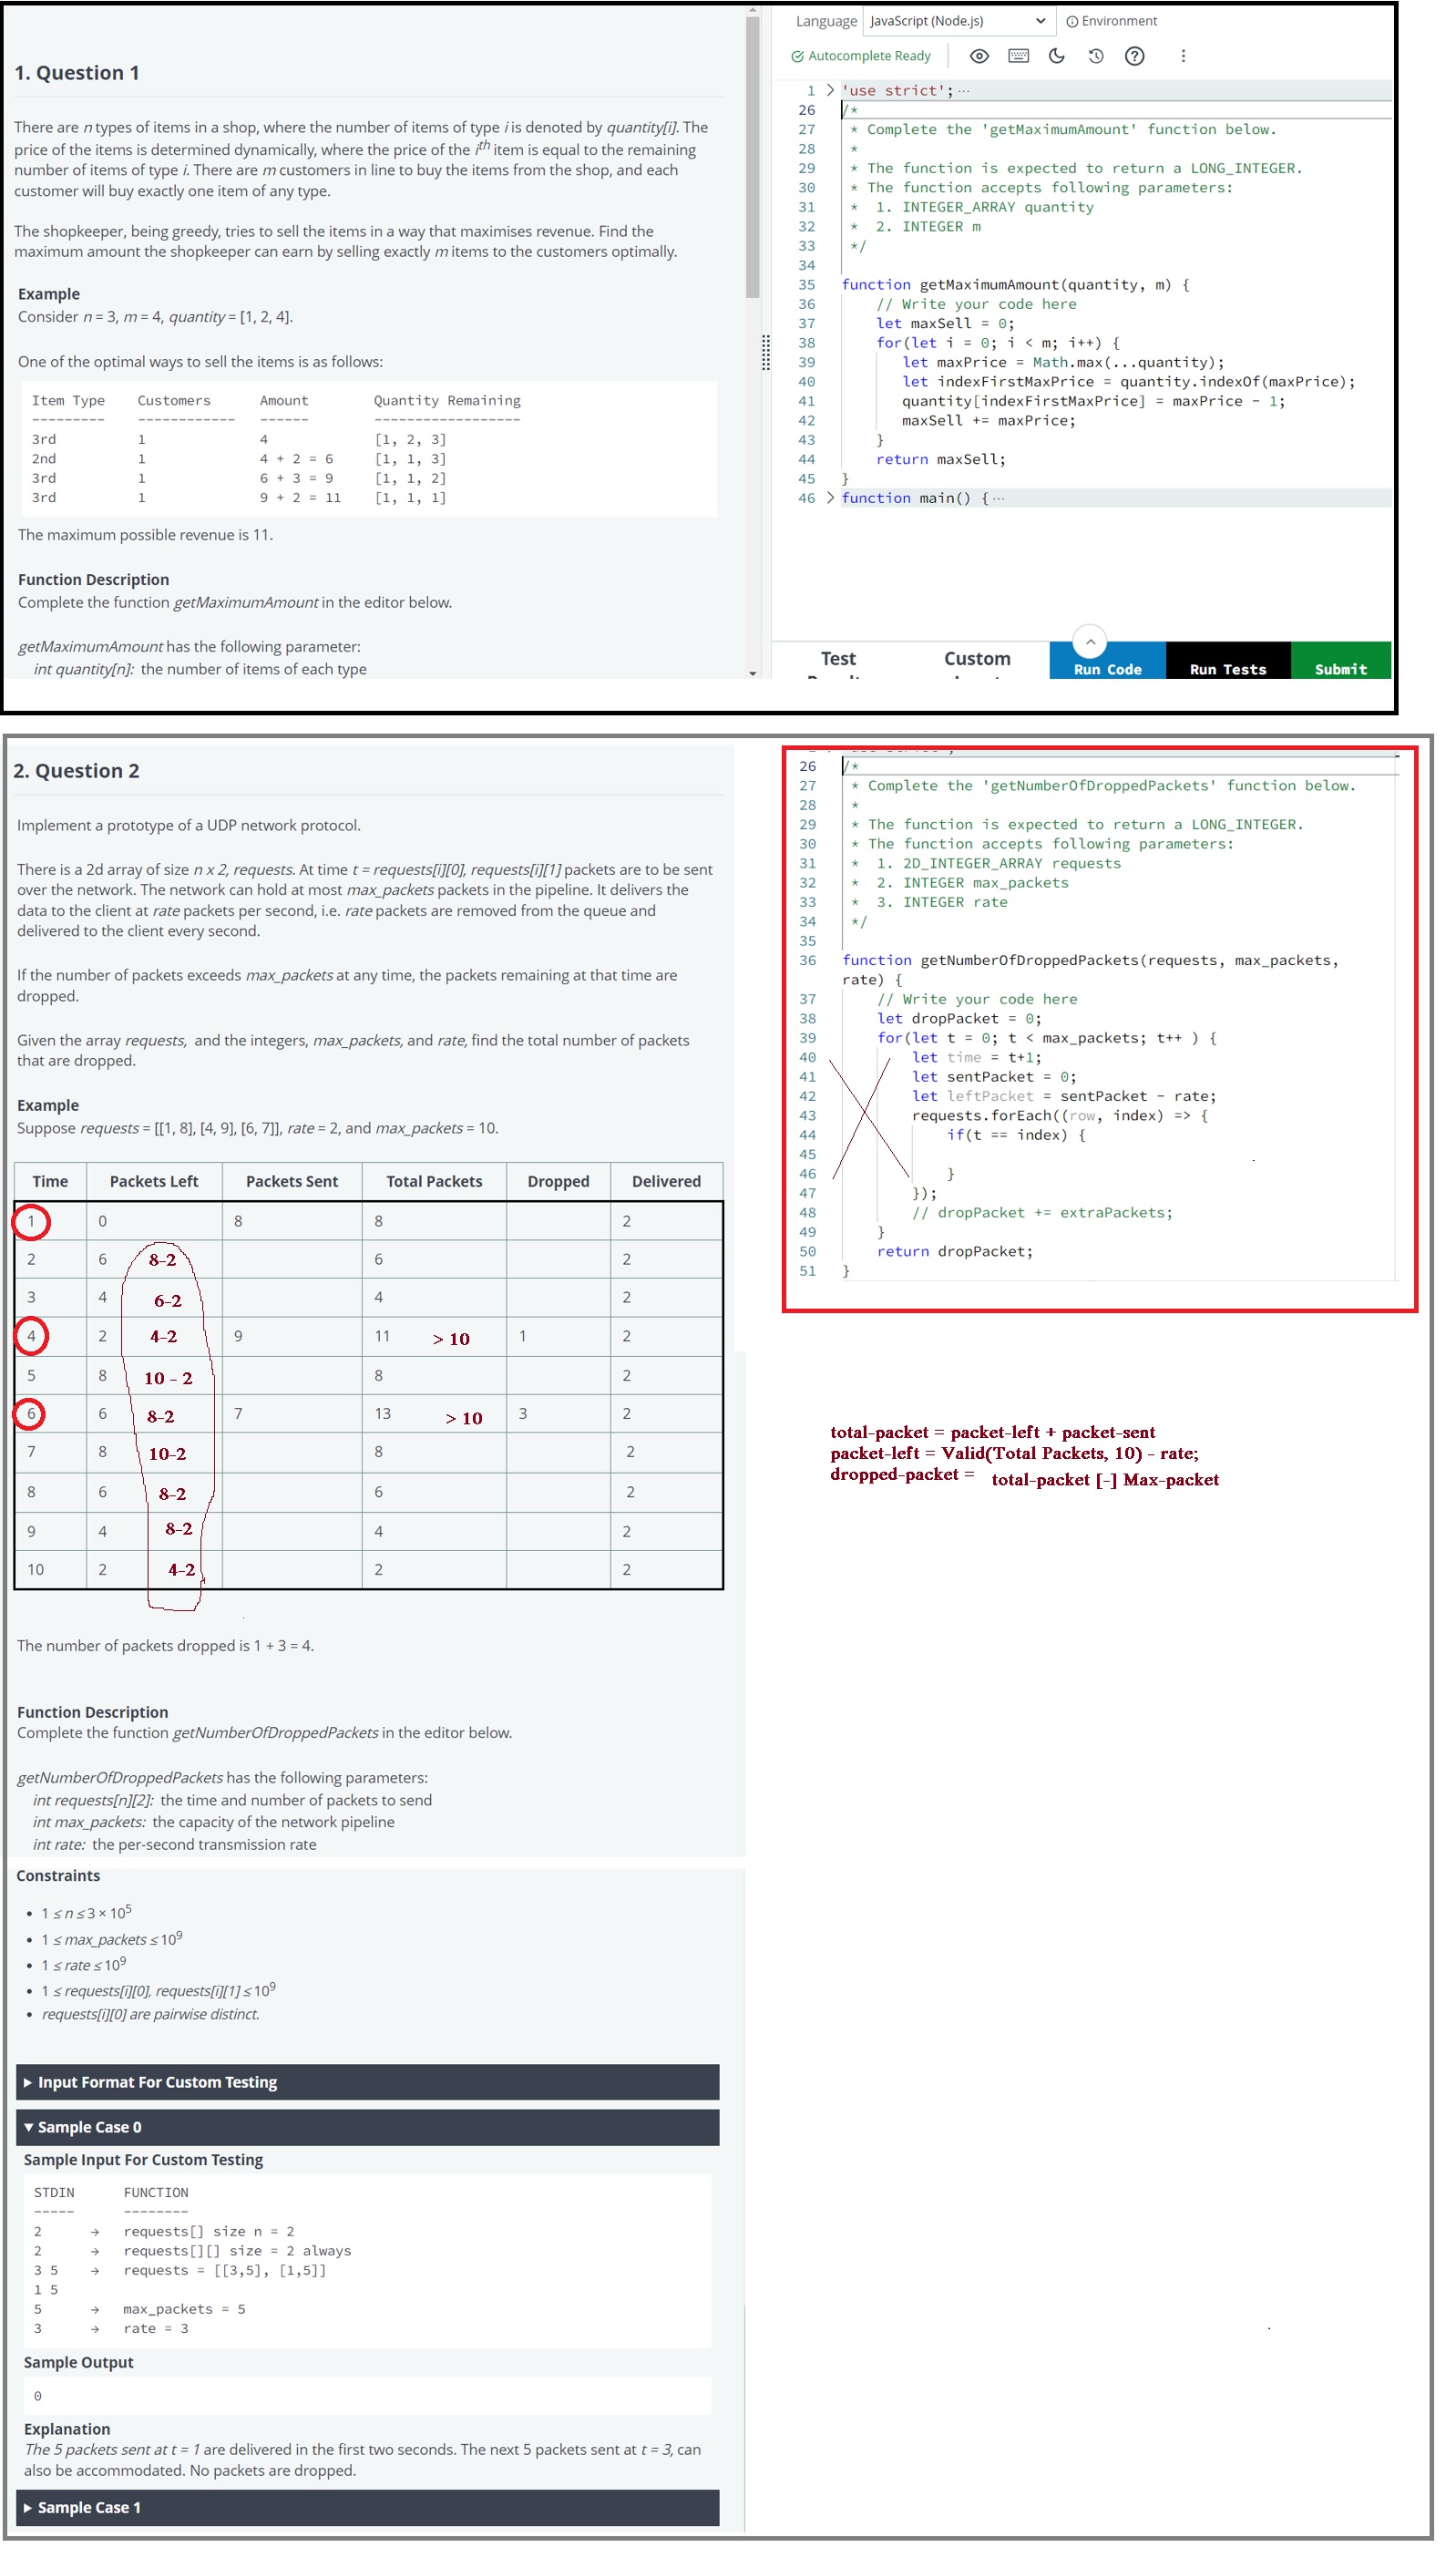 1. Question 1
There are n types of items in a shop, where the number of items of type i is denoted by quantity[i]. The
price of the items is determined dynamically, where the price of the ith item is equal to the remaining
number of items of type i. There are m customers in line to buy the items from the shop, and each
customer will buy exactly one item of any type.
The shopkeeper, being greedy, tries to sell the items in a way that maximises revenue. Find the
maximum amount the shopkeeper can earn by selling exactly m items to the customers optimally.
Example
Consider n = 3, m = 4, quantity = [1, 2, 4].
One of the optimal ways to sell the items is as follows:
Item Type    Customers    Amount    Quantity Remaining
---------    ------------    ------    ------------------
3rd    1    4    [1, 2, 3]
2nd    1    4 + 2 = 6    [1, 1, 3]
3rd    1    6 + 3 = 9    [1, 1, 2]
3rd    1    9 + 2 = 11    [1, 1, 1]
The maximum possible revenue is 11.
Function Description
Complete the function getMaximumAmount in the editor below.
getMaximumAmount has the following parameter:
int quantity[n]: the number of items of each type
Language JavaScript (Node.js) Environment
Autocomplete Ready
1 > 'use strict'; ···
26 /*
27 * Complete the 'getMaximumAmount' function below.
28 *
29 * The function is expected to return a LONG_INTEGER.
30 * The function accepts following parameters:
31 * 1. INTEGER_ARRAY quantity
32 * 2. INTEGER m
33 */
34
35 function getMaximumAmount(quantity, m) {
36 // Write your code here
37 let maxSell = 0;
38 for(let i = 0; i < m; i++) {
39 let maxPrice = Math.max(...quantity);
40 let indexFirstMaxPrice = quantity.indexOf(maxPrice);
41 quantity[indexFirstMaxPrice] = maxPrice - 1;
42 maxSell += maxPrice;
43 }
44 return maxSell;
45 }
46 > function main() { ···
Test Custom Run Code Run Tests Submit
2. Question 2
Implement a prototype of a UDP network protocol.
There is a 2d array of size n x 2, requests. At time t = requests[i][0], requests[i][1] packets are to be sent
over the network. The network can hold at most max_packets packets in the pipeline. It delivers the
data to the client at rate packets per second, i.e. rate packets are removed from the queue and
delivered to the client every second.
If the number of packets exceeds max_packets at any time, the packets remaining at that time are
dropped.
Given the array requests, and the integers, max_packets, and rate, find the total number of packets
that are dropped.
Example
Suppose requests = [[1, 8], [4, 9], [6, 7]], rate = 2, and max_packets = 10.
Time    Packets Left    Packets Sent    Total Packets    Dropped    Delivered
1    0    8    8    2
2    6    8-2    6    2
3    4    6-2    4    2
4    2    4-2    9    11    > 10    1    2
5    8    10 - 2    8    2
6    6    8-2    7    13    > 10    3    2
7    8    10-2    8    2
8    6    8-2    6    2
9    4    8-2    4    2
10    2    4-2    2    2
The number of packets dropped is 1 + 3 = 4.
Function Description
Complete the function getNumberOfDroppedPackets in the editor below.
getNumberOfDroppedPackets has the following parameters:
int requests[n][2]: the time and number of packets to send
int max_packets: the capacity of the network pipeline
int rate: the per-second transmission rate
Constraints
• 1 ≤ n ≤ 3 × 10^5
• 1 ≤ max_packets ≤ 10^9
• 1 ≤ rate ≤ 10^9
• 1 ≤ requests[i][0], requests[i][1] ≤ 10^9
• requests[i][0] are pairwise distinct.
▶ Input Format For Custom Testing
▼ Sample Case 0
Sample Input For Custom Testing
STDIN    FUNCTION
-----    --------
2    →    requests[] size n = 2
2    →    requests[][] size = 2 always
3 5    →    requests = [[3,5], [1,5]]
1 5
5    →    max_packets = 5
3    →    rate = 3
Sample Output
0
Explanation
The 5 packets sent at t = 1 are delivered in the first two seconds. The next 5 packets sent at t = 3, can
also be accommodated. No packets are dropped.
▶ Sample Case 1
26 /*
27 * Complete the 'getNumberOfDroppedPackets' function below.
28 *
29 * The function is expected to return a LONG_INTEGER.
30 * The function accepts following parameters:
31 * 1. 2D_INTEGER_ARRAY requests
32 * 2. INTEGER max_packets
33 * 3. INTEGER rate
34 */
35
36 function getNumberOfDroppedPackets(requests, max_packets,
rate) {
37 // Write your code here
38 let dropPacket = 0;
39 for(let t = 0; t < max_packets; t++ ) {
40 let time = t+1;
41 let sentPacket = 0;
42 let leftPacket = sentPacket - rate;
43 requests.forEach((row, index) => {
44 if(t == index) {
45
46 }
47 });
48 // dropPacket += extraPackets;
49 }
50 return dropPacket;
51 }
total-packet = packet-left + packet-sent
packet-left = Valid(Total Packets, 10) - rate;
dropped-packet = total-packet [-] Max-packet